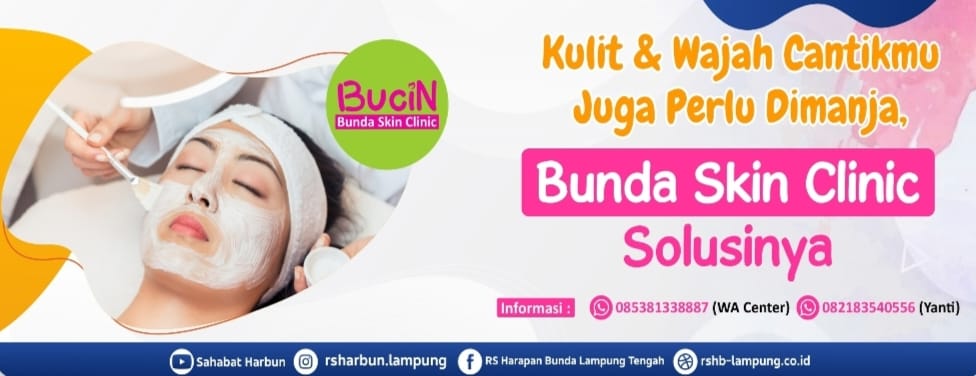 BuciN
Bunda Skin Clinic
Kulit & Wajah Cantikmu
Juga Perlu Dimanja,
Bunda Skin Clinic
Solusinya
Informasi : 085381338887 (WA Center) 082183540556 (Yanti)
Sahabat Harbun rsharbun.lampung RS Harapan Bunda Lampung Tengah rshb-lampung.co.id